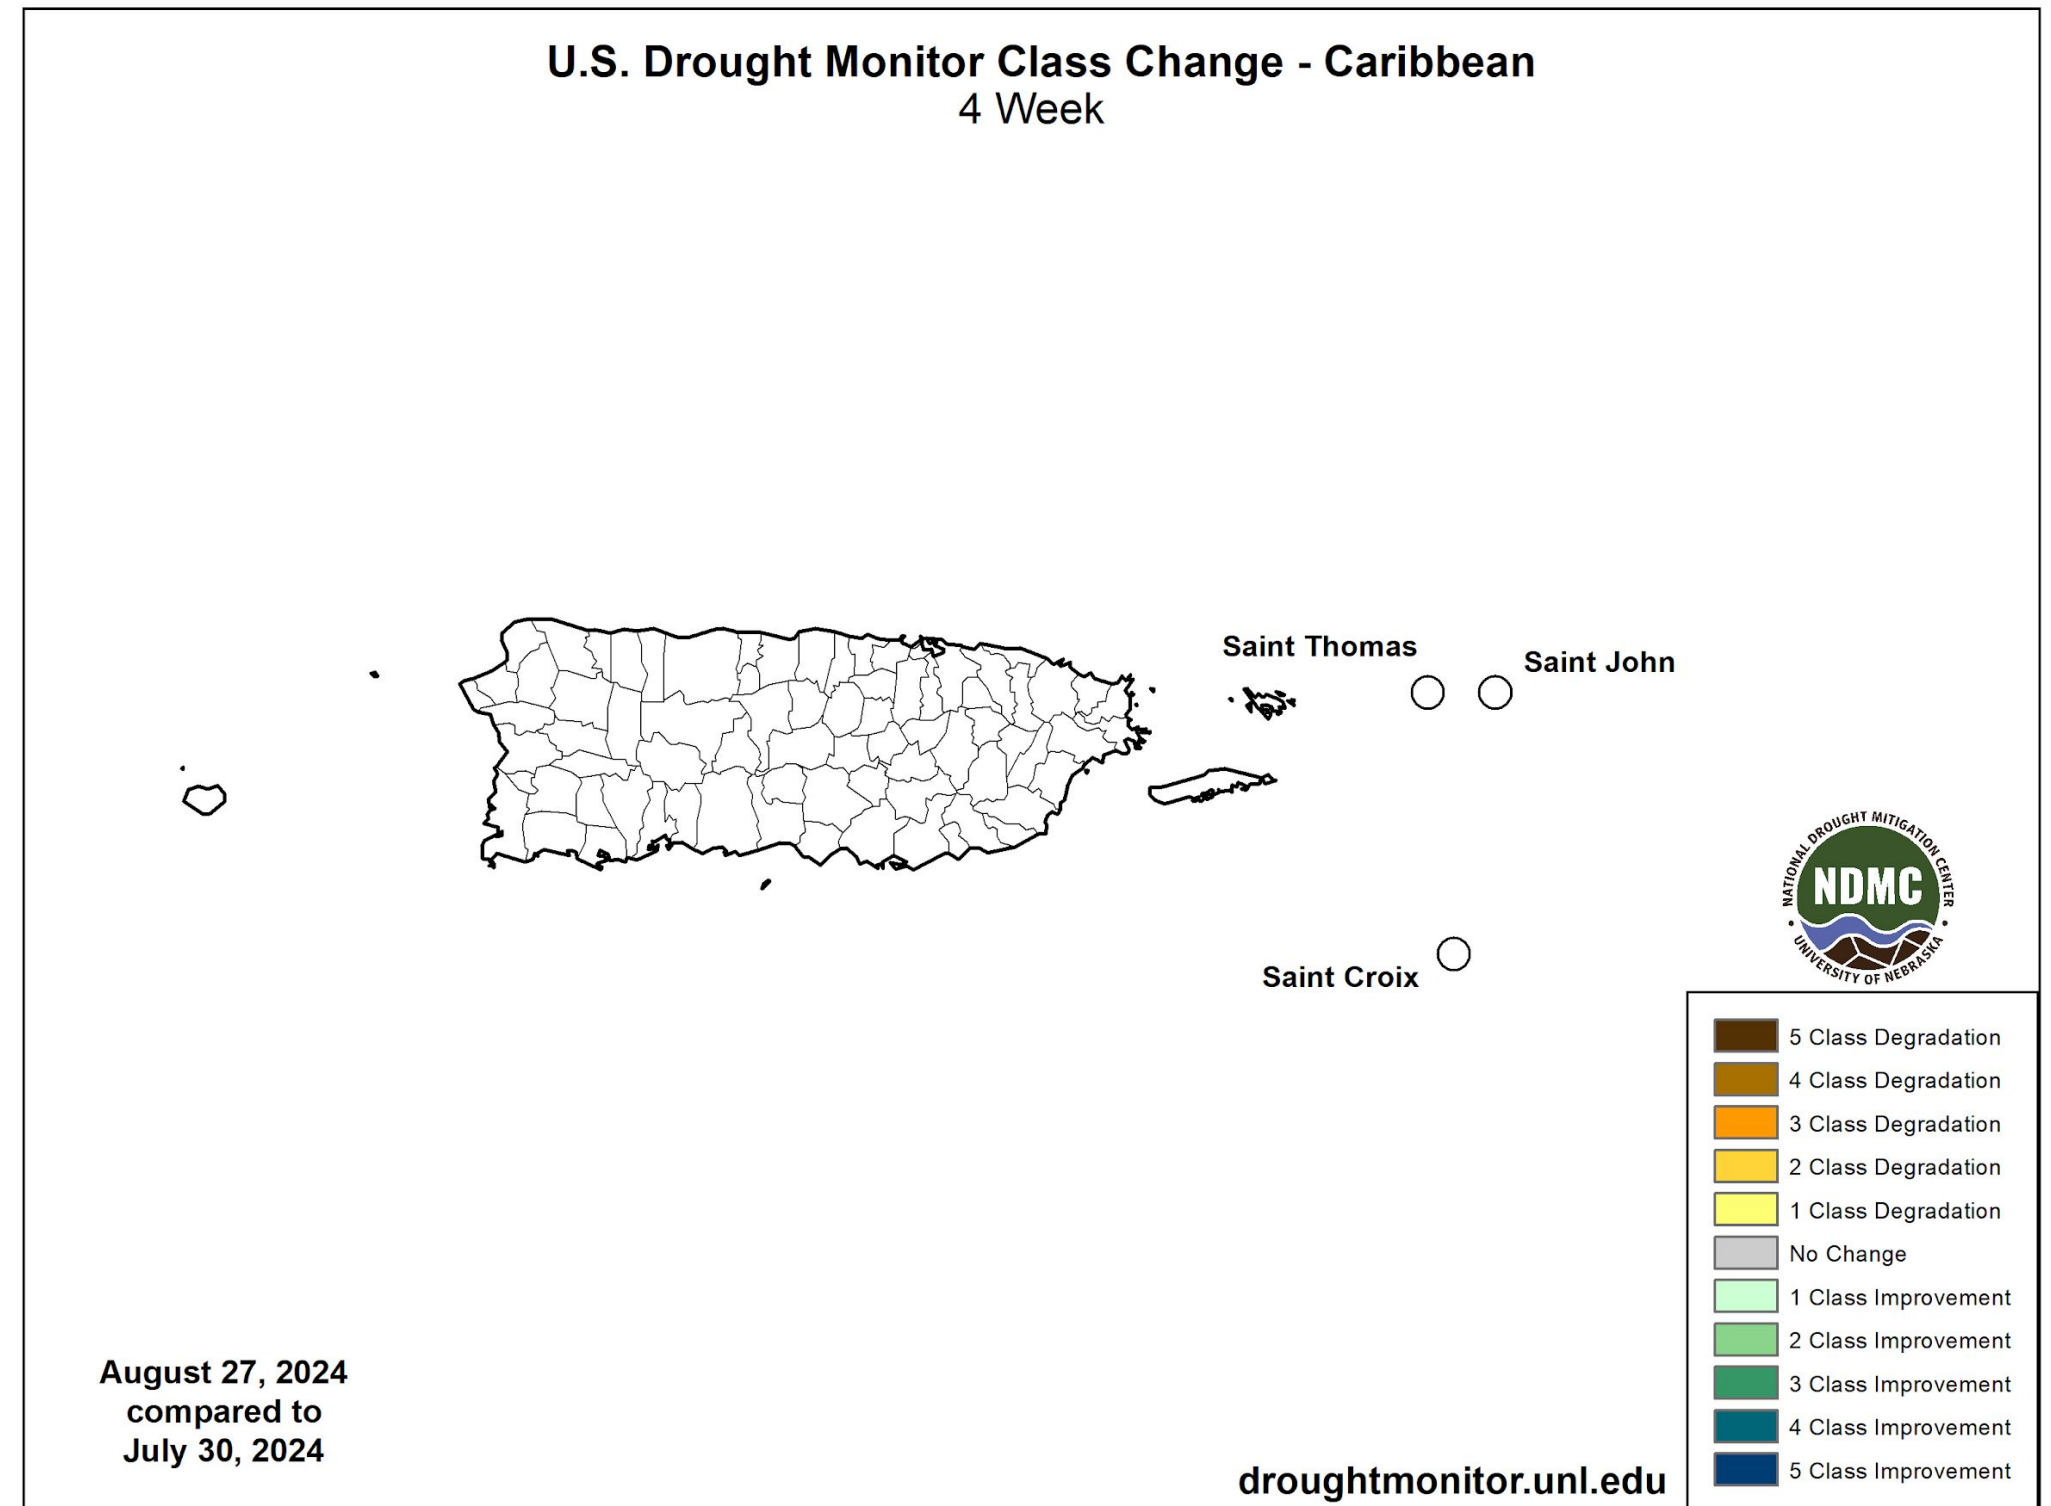 U.S. Drought Monitor Class Change - Caribbean
4 Week
Saint Thomas
Saint John
Saint Croix
NATIONAL DROUGHT MITIGATION CENTER
NDMC
UNIVERSITY OF NEBRASKA
5 Class Degradation
4 Class Degradation
3 Class Degradation
2 Class Degradation
1 Class Degradation
No Change
1 Class Improvement
2 Class Improvement
3 Class Improvement
4 Class Improvement
5 Class Improvement
August 27, 2024
compared to
July 30, 2024
droughtmonitor.unl.edu